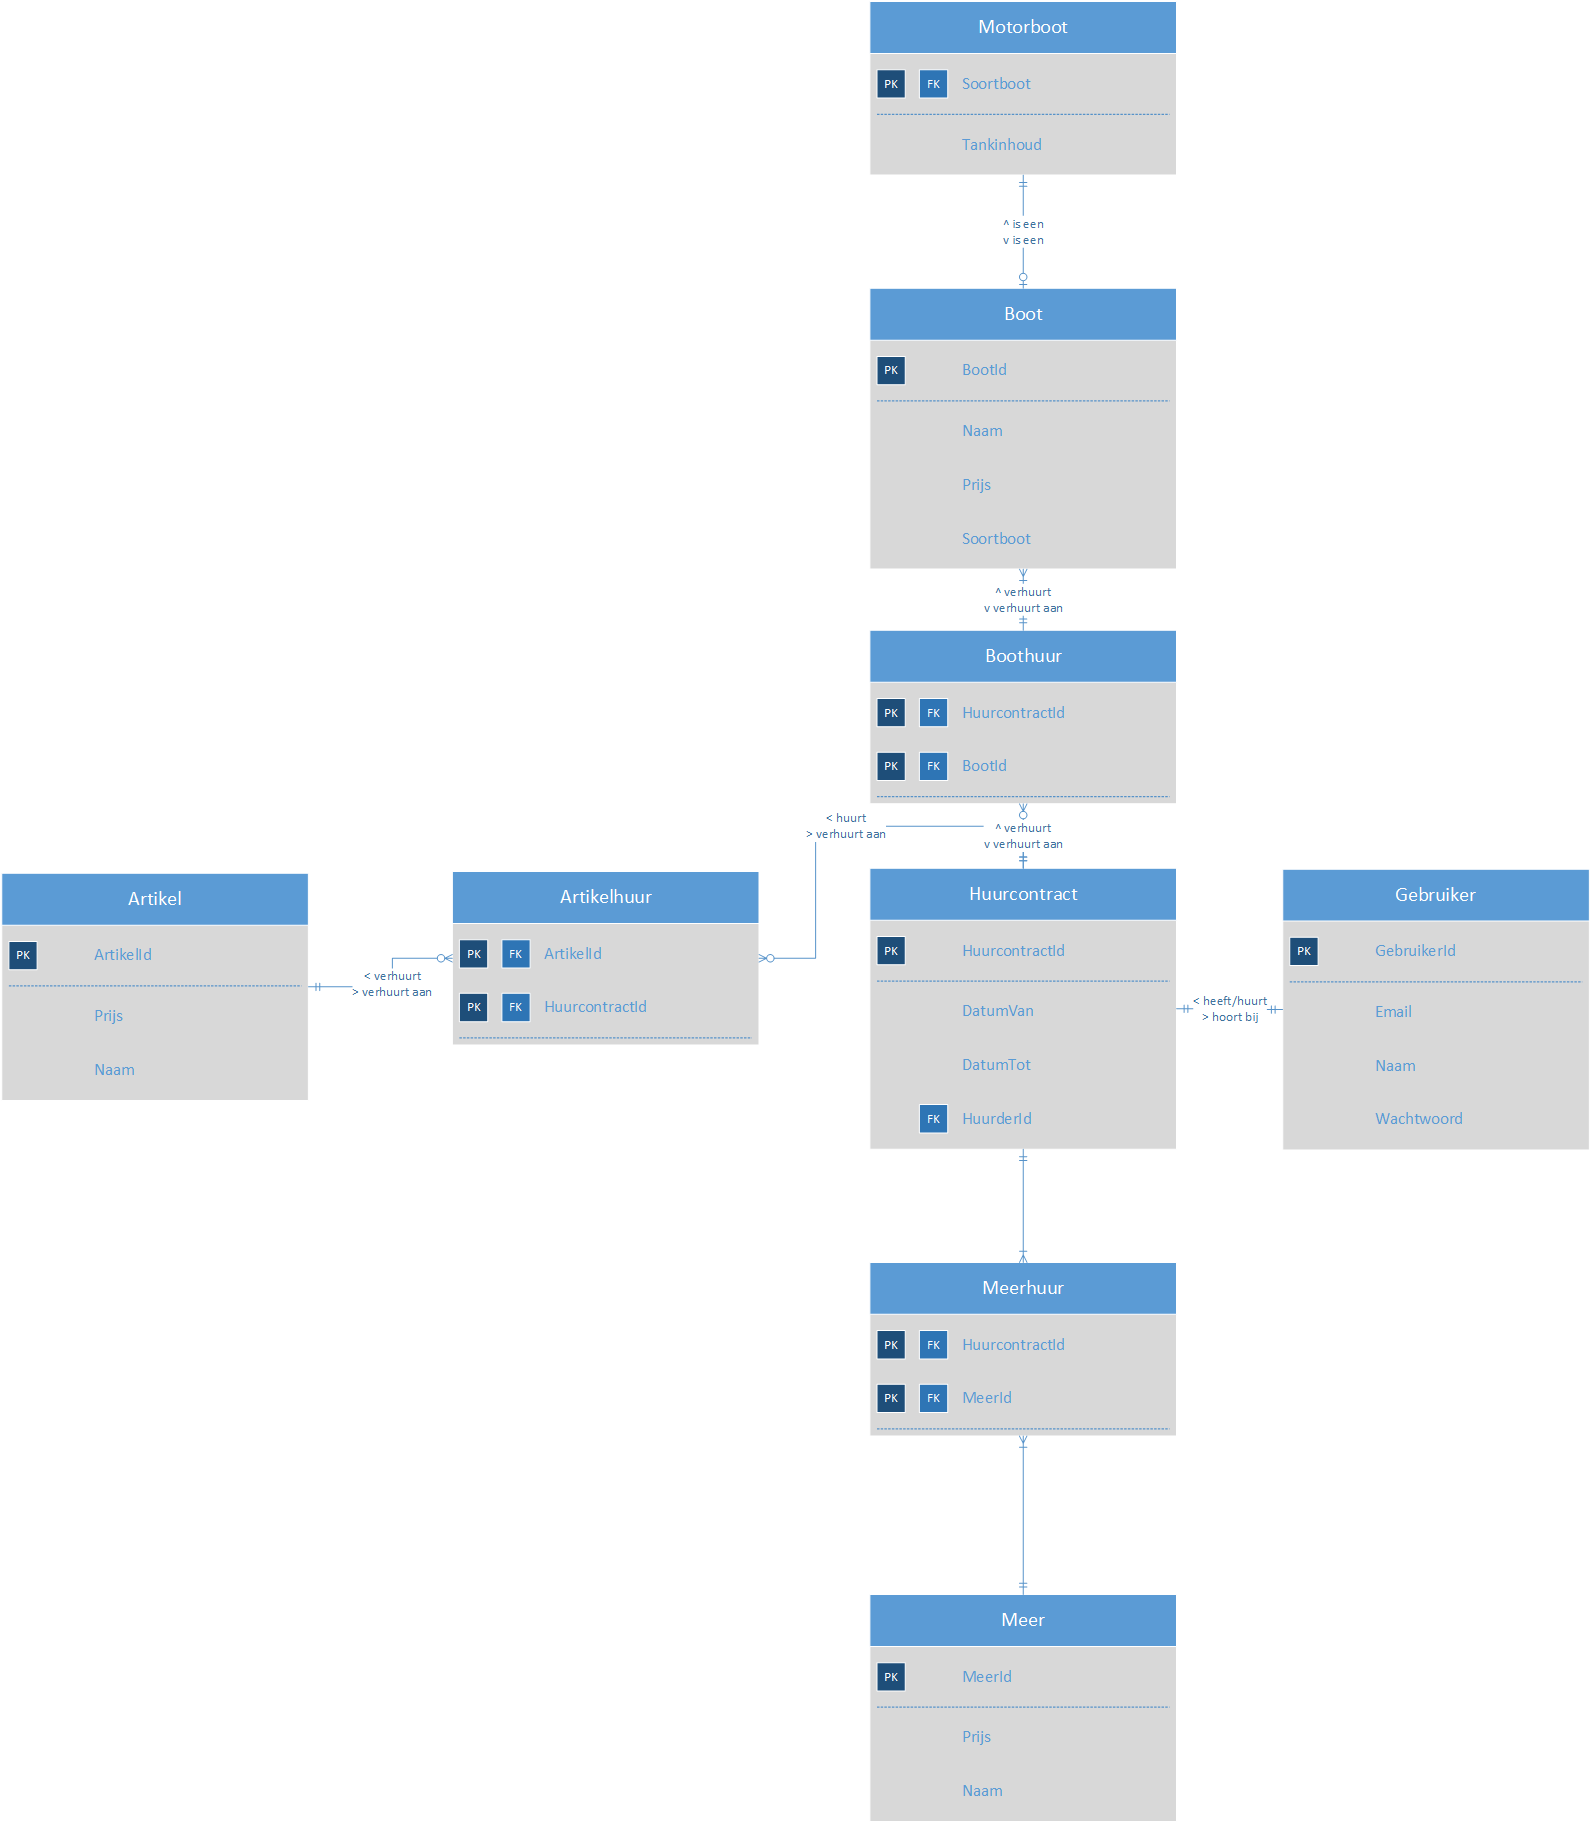 Motorboot
PK FK Soortboot
Tankinhoud
^ is een
v is een
Boot
PK BootId
Naam
Prijs
Soortboot
^ verhuurt
v verhuurt aan
Boothuur
PK FK HuurcontractId
PK FK BootId
< huurt
> verhuurt aan
^ verhuurt
v verhuurt aan
Artikel
PK ArtikelId
Prijs
Naam
< verhuurt
> verhuurt aan
Artikelhuur
PK FK ArtikelId
PK FK HuurcontractId
Huurcontract
PK HuurcontractId
DatumVan
DatumTot
FK HuurderId
< heeft/huurt
> hoort bij
Gebruiker
PK GebruikerId
Email
Naam
Wachtwoord
Meerhuur
PK FK HuurcontractId
PK FK MeerId
Meer
PK MeerId
Prijs
Naam